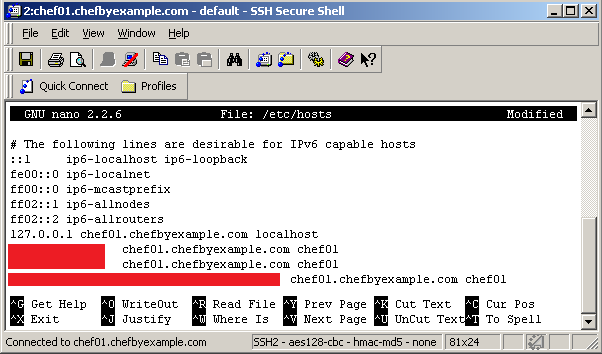 2:chef01.chefbyexample.com - default - SSH Secure Shell
File Edit View Window Help
Quick Connect Profiles
GNU nano 2.2.6 File: /etc/hosts Modified
# The following lines are desirable for IPv6 capable hosts
::1 ip6-localhost ip6-loopback
fe00::0 ip6-localnet
ff00::0 ip6-mcastprefix
ff02::1 ip6-allnodes
ff02::2 ip6-allrouters
127.0.0.1 chef01.chefbyexample.com localhost
chef01.chefbyexample.com chef01
chef01.chefbyexample.com chef01
chef01.chefbyexample.com chef01
^G Get Help ^O WriteOut ^R Read File ^Y Prev Page ^K Cut Text ^C Cur Pos
^X Exit ^J Justify ^W Where Is ^V Next Page ^U UnCut Text ^T To Spell
Connected to chef01.chefbyexample.com SSH2 - aes128-cbc - hmac-md5 - none 81x24